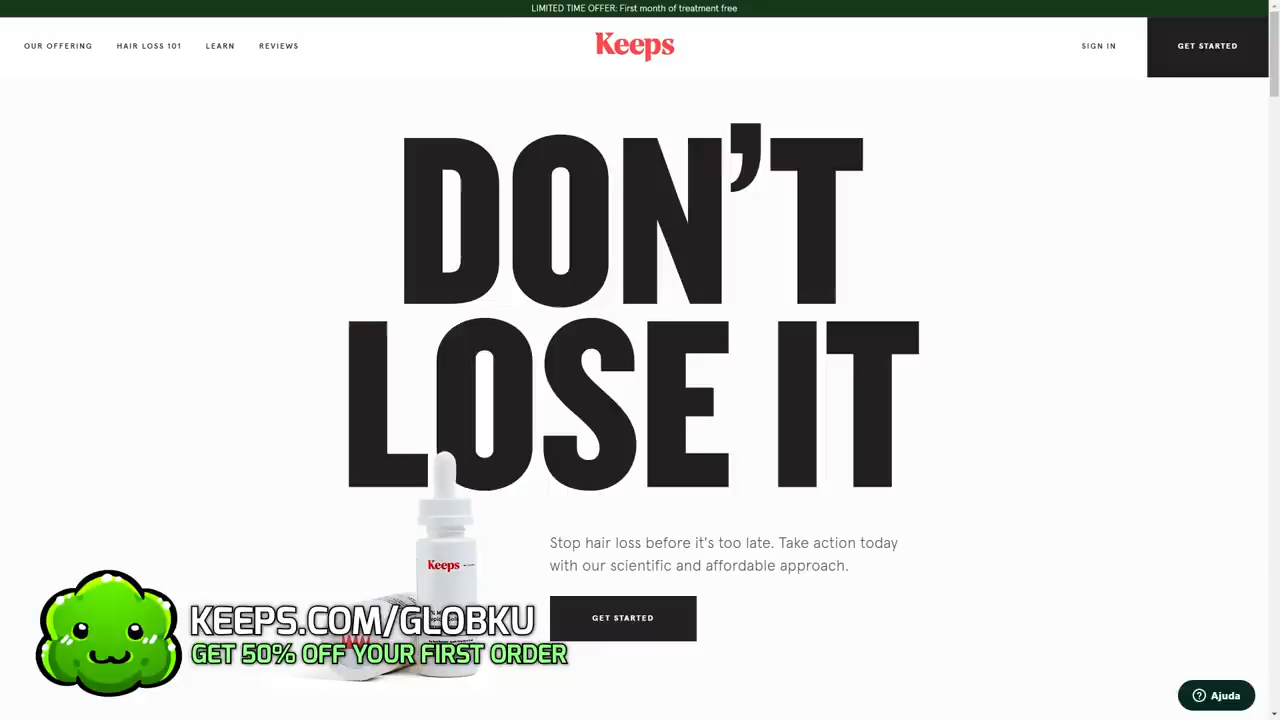 LIMITED TIME OFFER: First month of treatment free
OUR OFFERING HAIR LOSS 101 LEARN REVIEWS
Keeps
SIGN IN
GET STARTED
DON'T
LOSE IT
Stop hair loss before it's too late. Take action today
with our scientific and affordable approach.
Keeps
GET STARTED
KEEPS.COM/GLOBKU
GET 50% OFF YOUR FIRST ORDER
Ajuda